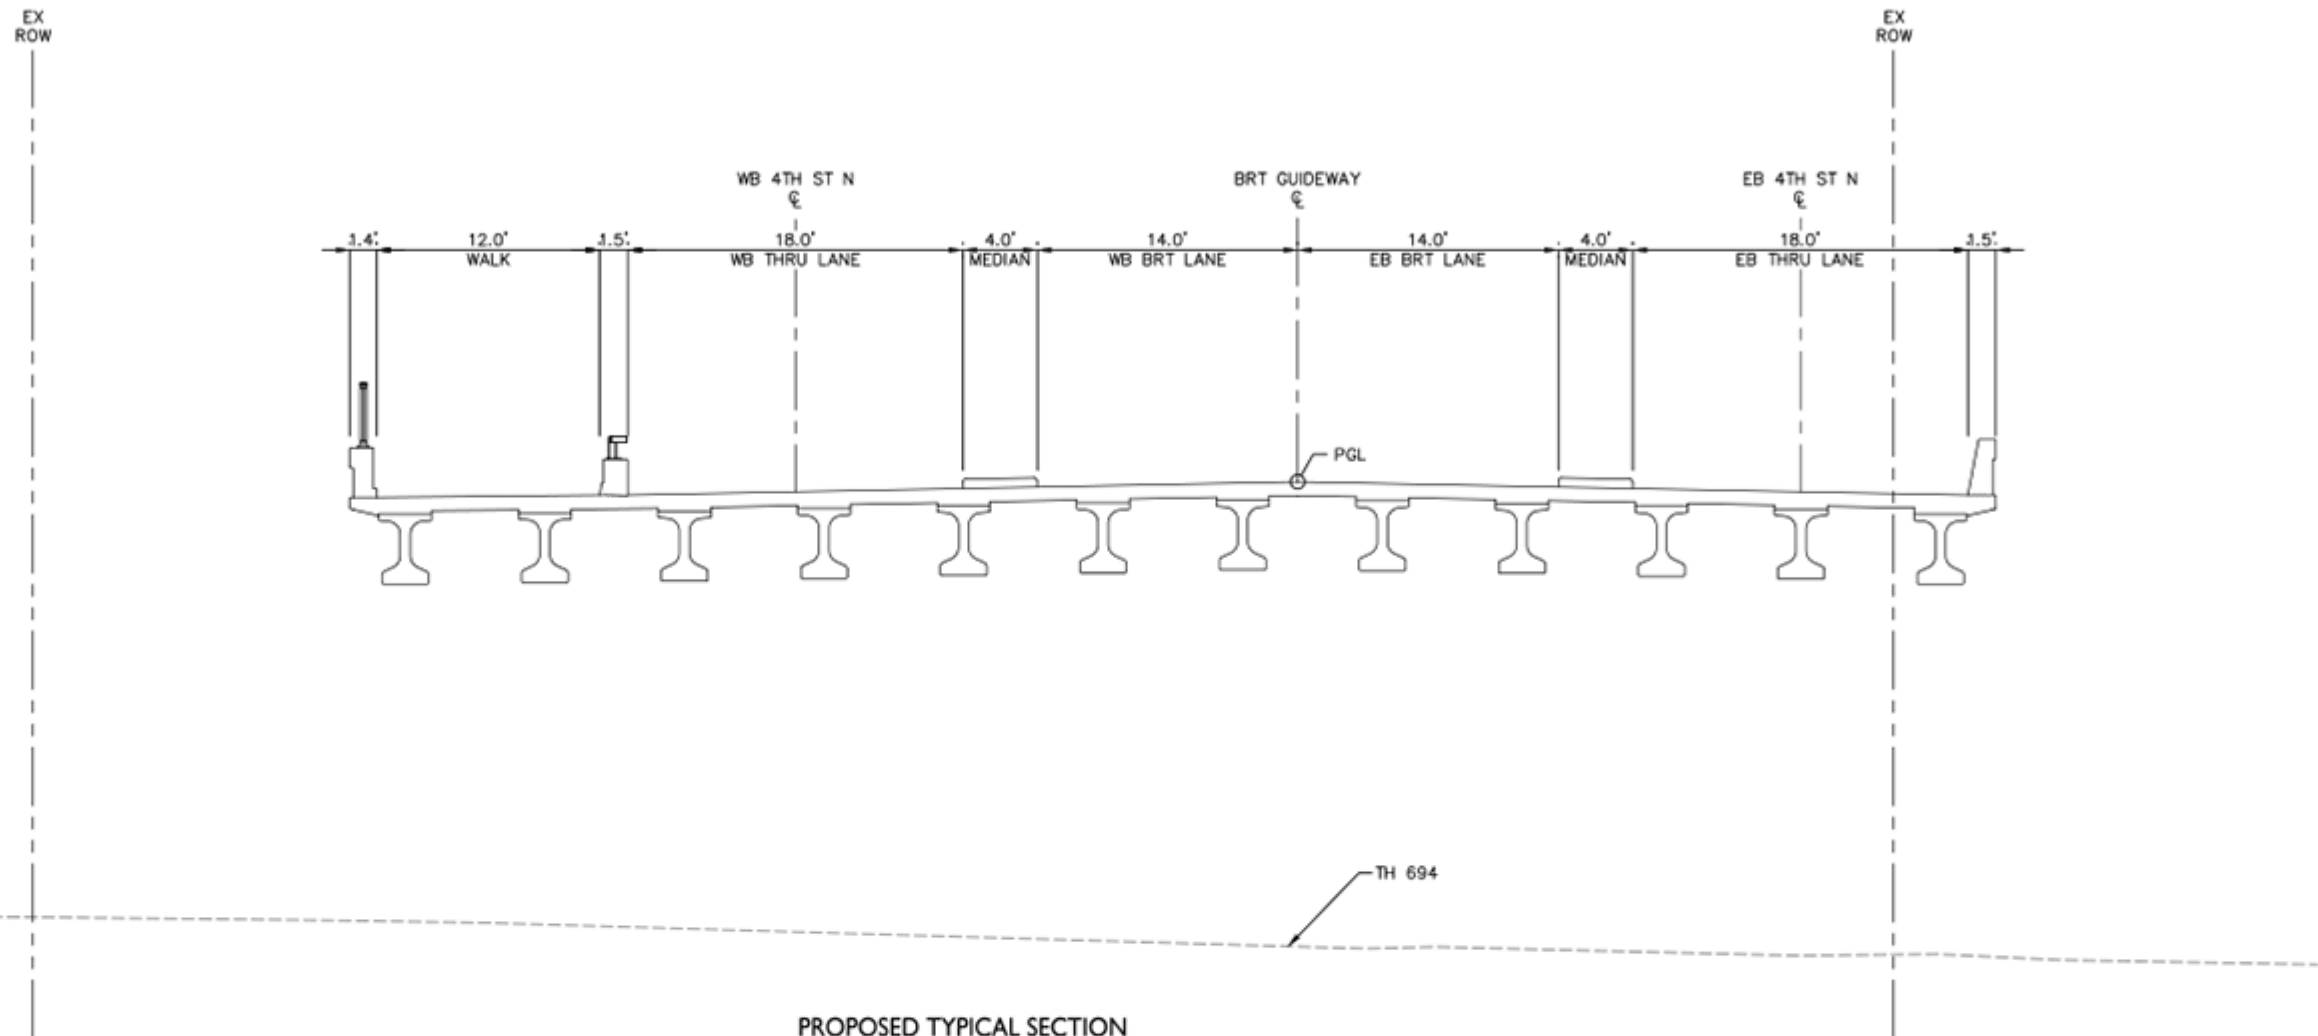 EX
ROW
EX
ROW
WB 4TH ST N
℄
BRT GUIDEWAY
℄
EB 4TH ST N
℄
1.4' 12.0' 1.5' 18.0' 4.0' 14.0' 14.0' 4.0' 18.0' 1.5'
WALK WB THRU LANE MEDIAN WB BRT LANE EB BRT LANE MEDIAN EB THRU LANE
PGL
TH 694
PROPOSED TYPICAL SECTION